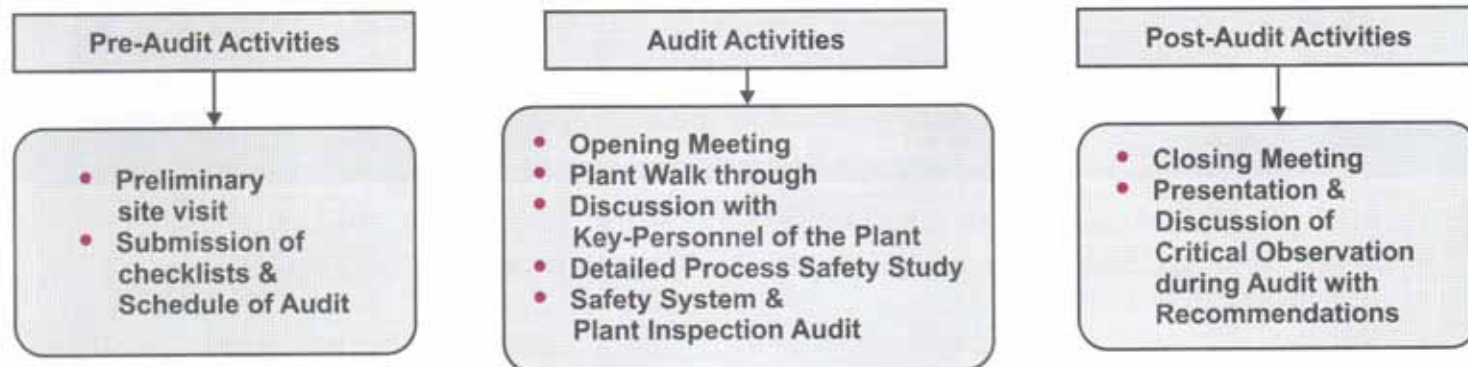 Pre-Audit Activities
Preliminary
site visit
Submission of
checklists &
Schedule of Audit
Audit Activities
Opening Meeting
Plant Walk through
Discussion with
Key-Personnel of the Plant
Detailed Process Safety Study
Safety System &
Plant Inspection Audit
Post-Audit Activities
Closing Meeting
Presentation &
Discussion of
Critical Observation
during Audit with
Recommendations